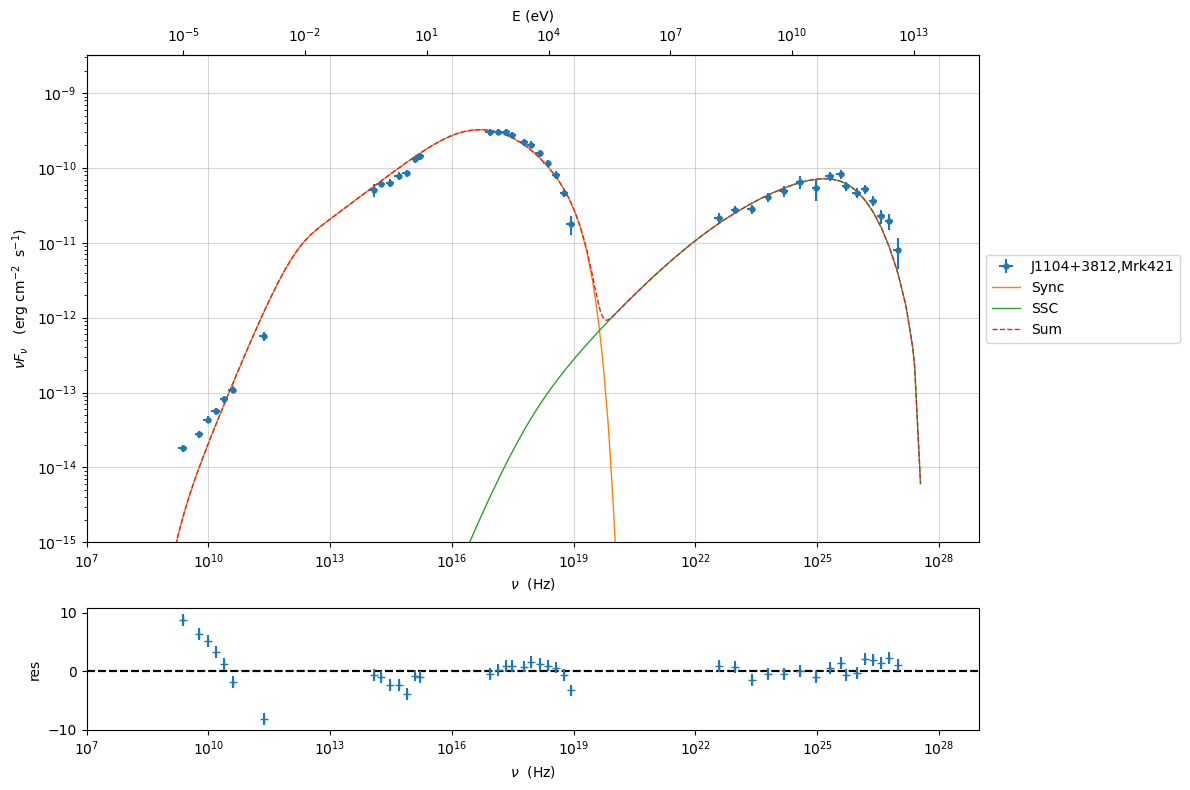 E (eV)
10⁻⁵ 10⁻² 10¹ 10⁴ 10⁷ 10¹⁰ 10¹³
10⁻⁹
10⁻¹⁰
10⁻¹¹
10⁻¹²
10⁻¹³
10⁻¹⁴
10⁻¹⁵
νF_ν (erg cm⁻² s⁻¹)
J1104+3812,Mrk421
Sync
SSC
Sum
10⁷ 10¹⁰ 10¹³ 10¹⁶ 10¹⁹ 10²² 10²⁵ 10²⁸
ν (Hz)
10
0
−10
res
10⁷ 10¹⁰ 10¹³ 10¹⁶ 10¹⁹ 10²² 10²⁵ 10²⁸
ν (Hz)